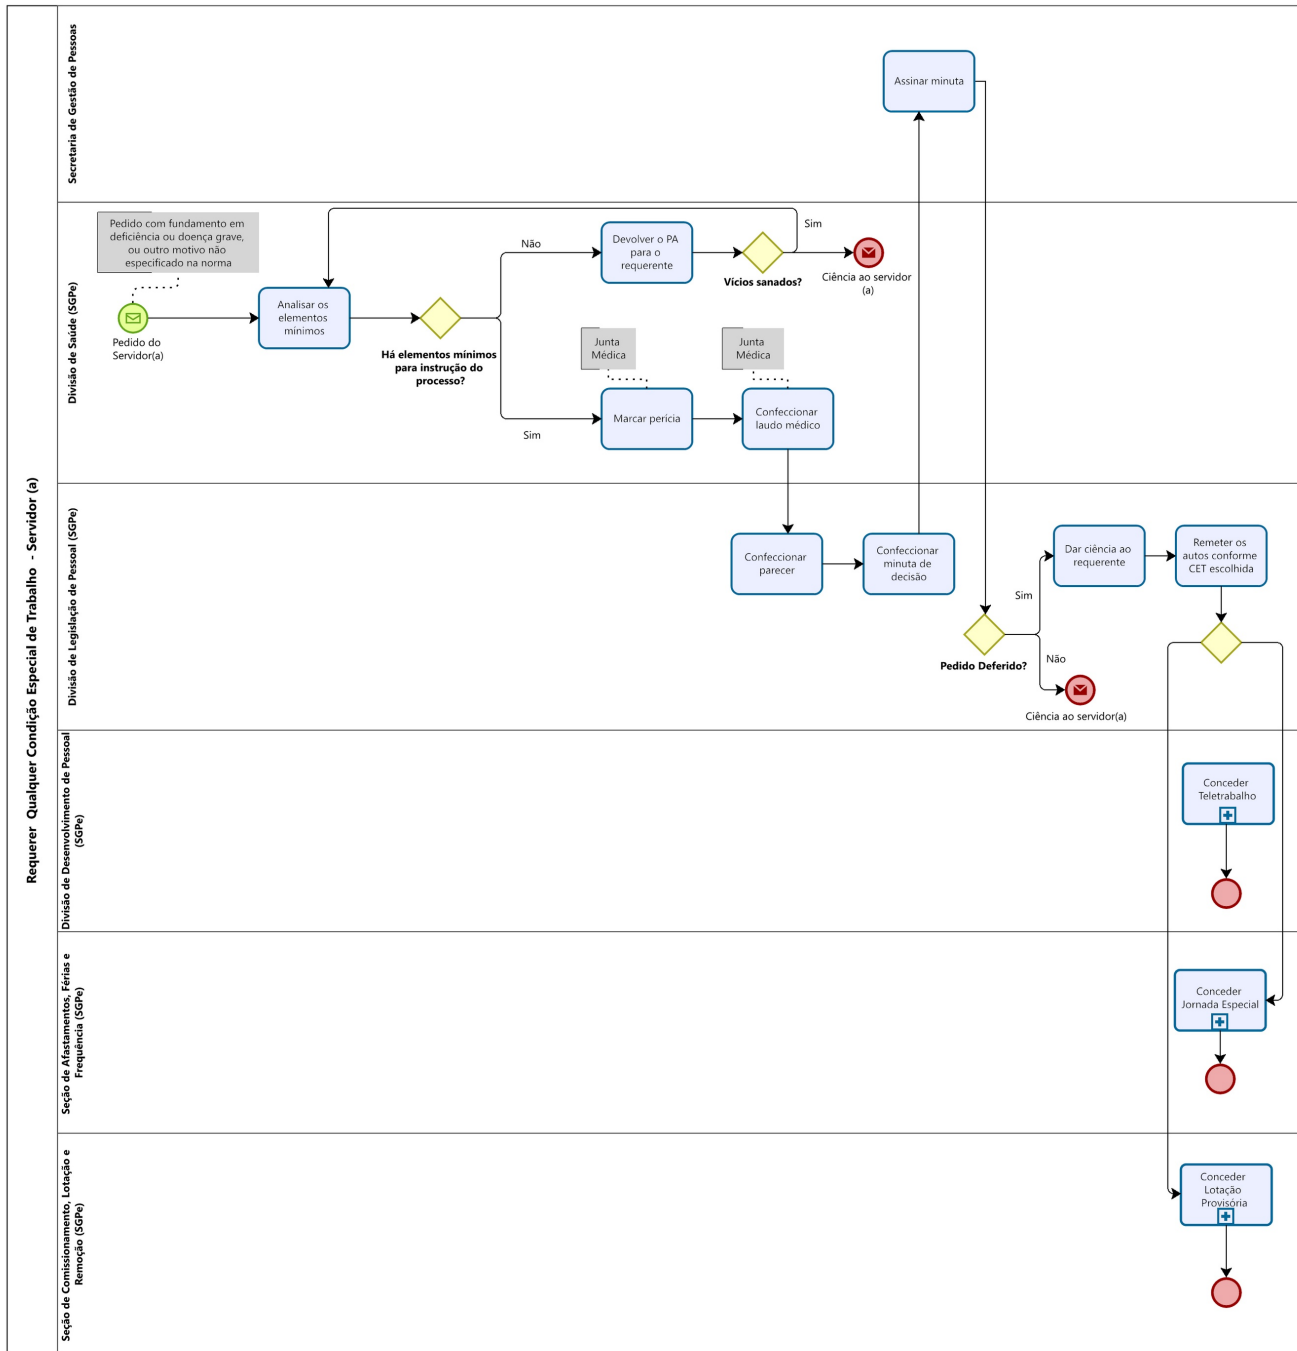 Requerer Qualquer Condição Especial de Trabalho - Servidor (a)
Secretaria de Gestão de Pessoas
Assinar minuta
Divisão de Saúde (SGPe)
Pedido com fundamento em
deficiência ou doença grave,
ou outro motivo não
especificado na norma
Pedido do
Servidor(a)
Analisar os
elementos
mínimos
Há elementos mínimos
para instrução do
processo?
Não
Devolver o PA
para o
requerente
Vícios sanados?
Sim
Ciência ao servidor
(a)
Sim
Junta
Médica
Marcar perícia
Junta
Médica
Confeccionar
laudo médico
Divisão de Legislação de Pessoal (SGPe)
Confeccionar
parecer
Confeccionar
minuta de
decisão
Pedido Deferido?
Sim
Dar ciência ao
requerente
Remeter os
autos conforme
CET escolhida
Não
Ciência ao servidor(a)
Divisão de Desenvolvimento de Pessoal
(SGPe)
Conceder
Teletrabalho
Seção de Afastamentos, Férias e
Frequência (SGPe)
Conceder
Jornada Especial
Seção de Comissionamento, Lotação e
Remoção (SGPe)
Conceder
Lotação
Provisória